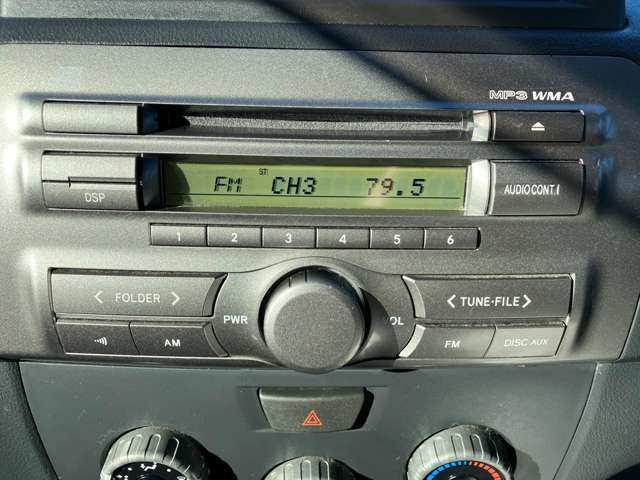 MP3 WMA
FM ST CH3 79.5
DSP
AUDIO CONT.
1 2 3 4 5 6
< FOLDER >
PWR
< TUNE·FILE >
AM
FM
DISC·AUX